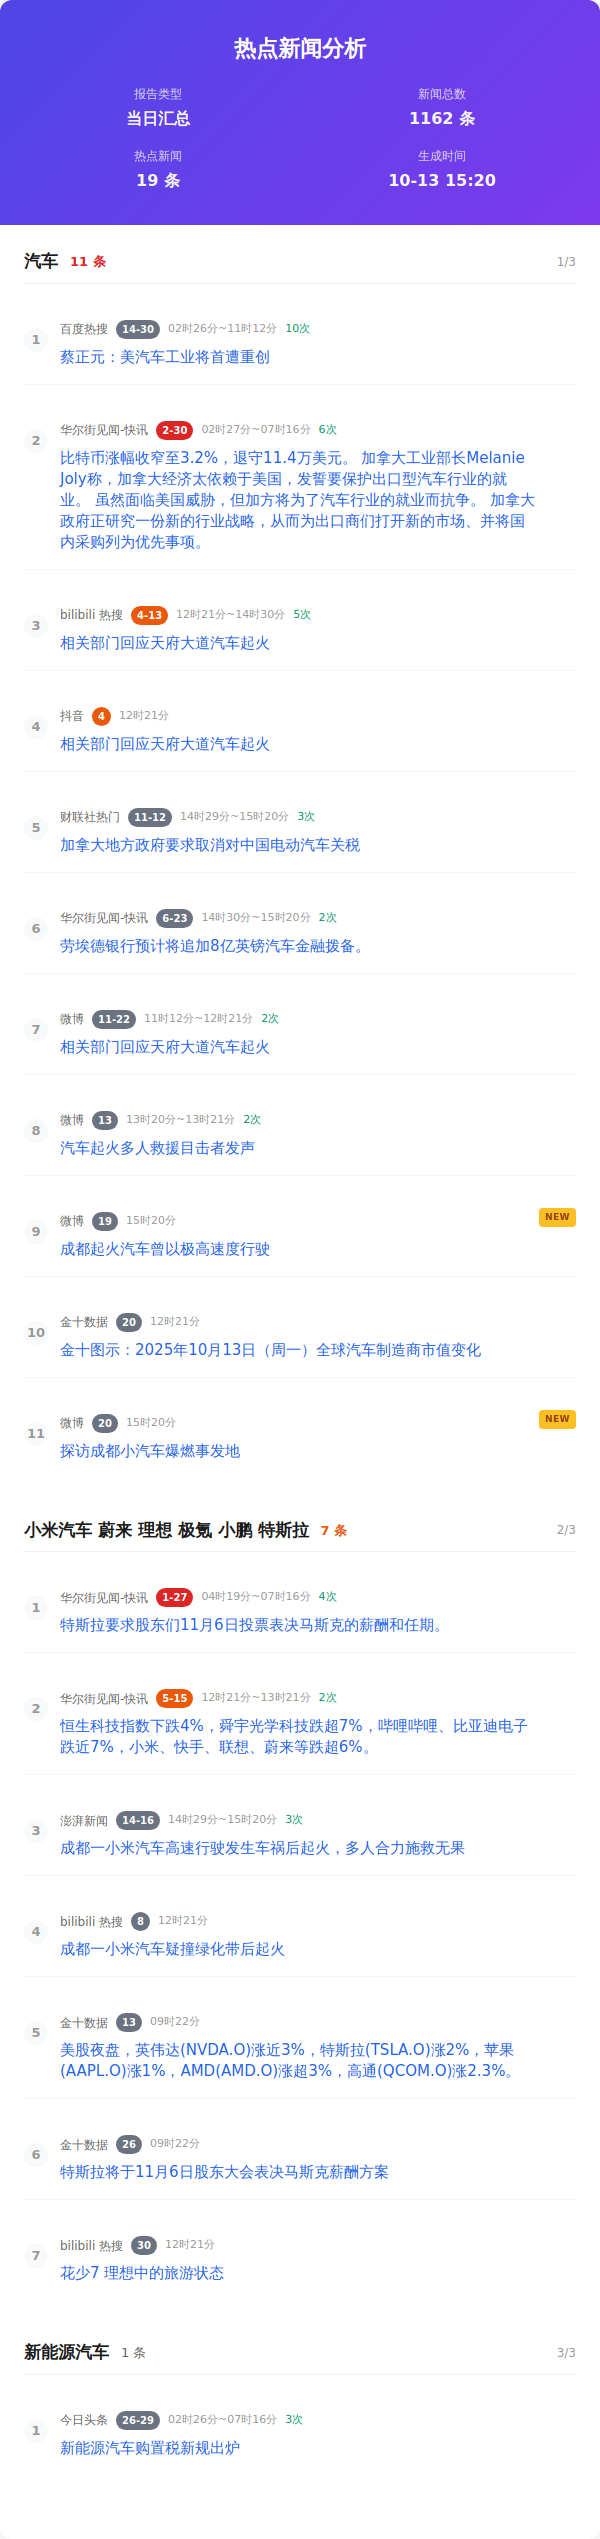 热点新闻分析
报告类型
新闻总数
当日汇总
1162 条
热点新闻
生成时间
19 条
10-13 15:20
汽车 11 条 1/3
1
百度热搜 14-30 02时26分~11时12分 10次
蔡正元：美汽车工业将首遭重创
2
华尔街见闻-快讯 2-30 02时27分~07时16分 6次
比特币涨幅收窄至3.2%，退守11.4万美元。 加拿大工业部长Melanie
Joly称，加拿大经济太依赖于美国，发誓要保护出口型汽车行业的就
业。 虽然面临美国威胁，但加方将为了汽车行业的就业而抗争。 加拿大
政府正研究一份新的行业战略，从而为出口商们打开新的市场、并将国
内采购列为优先事项。
3
bilibili 热搜 4-13 12时21分~14时30分 5次
相关部门回应天府大道汽车起火
4
抖音 4 12时21分
相关部门回应天府大道汽车起火
5
财联社热门 11-12 14时29分~15时20分 3次
加拿大地方政府要求取消对中国电动汽车关税
6
华尔街见闻-快讯 6-23 14时30分~15时20分 2次
劳埃德银行预计将追加8亿英镑汽车金融拨备。
7
微博 11-22 11时12分~12时21分 2次
相关部门回应天府大道汽车起火
8
微博 13 13时20分~13时21分 2次
汽车起火多人救援目击者发声
9
微博 19 15时20分 NEW
成都起火汽车曾以极高速度行驶
10
金十数据 20 12时21分
金十图示：2025年10月13日（周一）全球汽车制造商市值变化
11
微博 20 15时20分 NEW
探访成都小汽车爆燃事发地
小米汽车 蔚来 理想 极氪 小鹏 特斯拉 7 条 2/3
1
华尔街见闻-快讯 1-27 04时19分~07时16分 4次
特斯拉要求股东们11月6日投票表决马斯克的薪酬和任期。
2
华尔街见闻-快讯 5-15 12时21分~13时21分 2次
恒生科技指数下跌4%，舜宇光学科技跌超7%，哔哩哔哩、比亚迪电子
跌近7%，小米、快手、联想、蔚来等跌超6%。
3
澎湃新闻 14-16 14时29分~15时20分 3次
成都一小米汽车高速行驶发生车祸后起火，多人合力施救无果
4
bilibili 热搜 8 12时21分
成都一小米汽车疑撞绿化带后起火
5
金十数据 13 09时22分
美股夜盘，英伟达(NVDA.O)涨近3%，特斯拉(TSLA.O)涨2%，苹果
(AAPL.O)涨1%，AMD(AMD.O)涨超3%，高通(QCOM.O)涨2.3%。
6
金十数据 26 09时22分
特斯拉将于11月6日股东大会表决马斯克薪酬方案
7
bilibili 热搜 30 12时21分
花少7 理想中的旅游状态
新能源汽车 1 条 3/3
1
今日头条 26-29 02时26分~07时16分 3次
新能源汽车购置税新规出炉